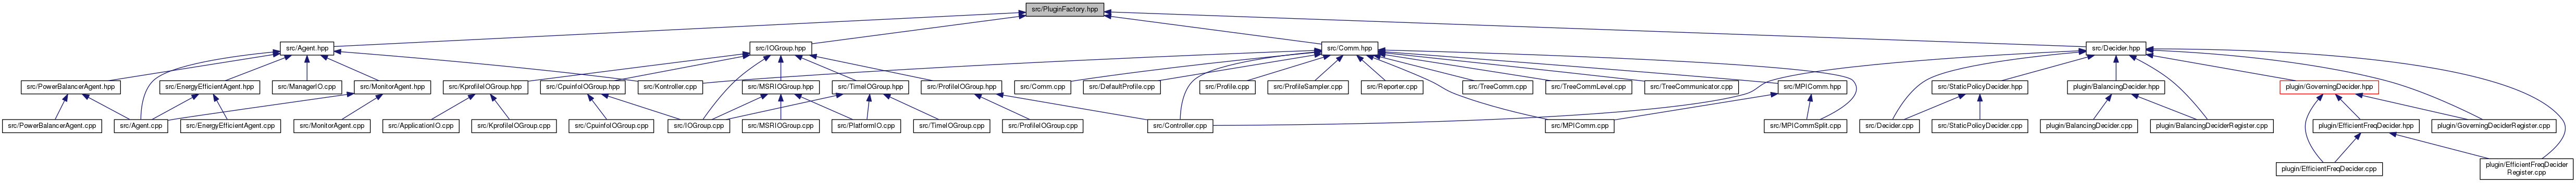 src/PluginFactory.hpp
src/Agent.hpp
src/IOGroup.hpp
src/Comm.hpp
src/Decider.hpp
src/PowerBalancerAgent.hpp
src/EnergyEfficientAgent.hpp
src/ManagerIO.cpp
src/MonitorAgent.hpp
src/KprofileIOGroup.hpp
src/CpuinfoIOGroup.hpp
src/Kontroller.cpp
src/MSRIOGroup.hpp
src/TimeIOGroup.hpp
src/ProfileIOGroup.hpp
src/Comm.cpp
src/DefaultProfile.cpp
src/Profile.cpp
src/ProfileSampler.cpp
src/Reporter.cpp
src/TreeComm.cpp
src/TreeCommLevel.cpp
src/TreeCommunicator.cpp
src/MPIComm.hpp
src/StaticPolicyDecider.hpp
plugin/BalancingDecider.hpp
plugin/GoverningDecider.hpp
src/PowerBalancerAgent.cpp
src/Agent.cpp
src/EnergyEfficientAgent.cpp
src/MonitorAgent.cpp
src/ApplicationIO.cpp
src/KprofileIOGroup.cpp
src/CpuinfoIOGroup.cpp
src/IOGroup.cpp
src/MSRIOGroup.cpp
src/PlatformIO.cpp
src/TimeIOGroup.cpp
src/ProfileIOGroup.cpp
src/Controller.cpp
src/MPIComm.cpp
src/MPICommSplit.cpp
src/Decider.cpp
src/StaticPolicyDecider.cpp
plugin/BalancingDecider.cpp
plugin/BalancingDeciderRegister.cpp
plugin/EfficientFreqDecider.hpp
plugin/GoverningDeciderRegister.cpp
plugin/EfficientFreqDecider.cpp
plugin/EfficientFreqDecider
Register.cpp